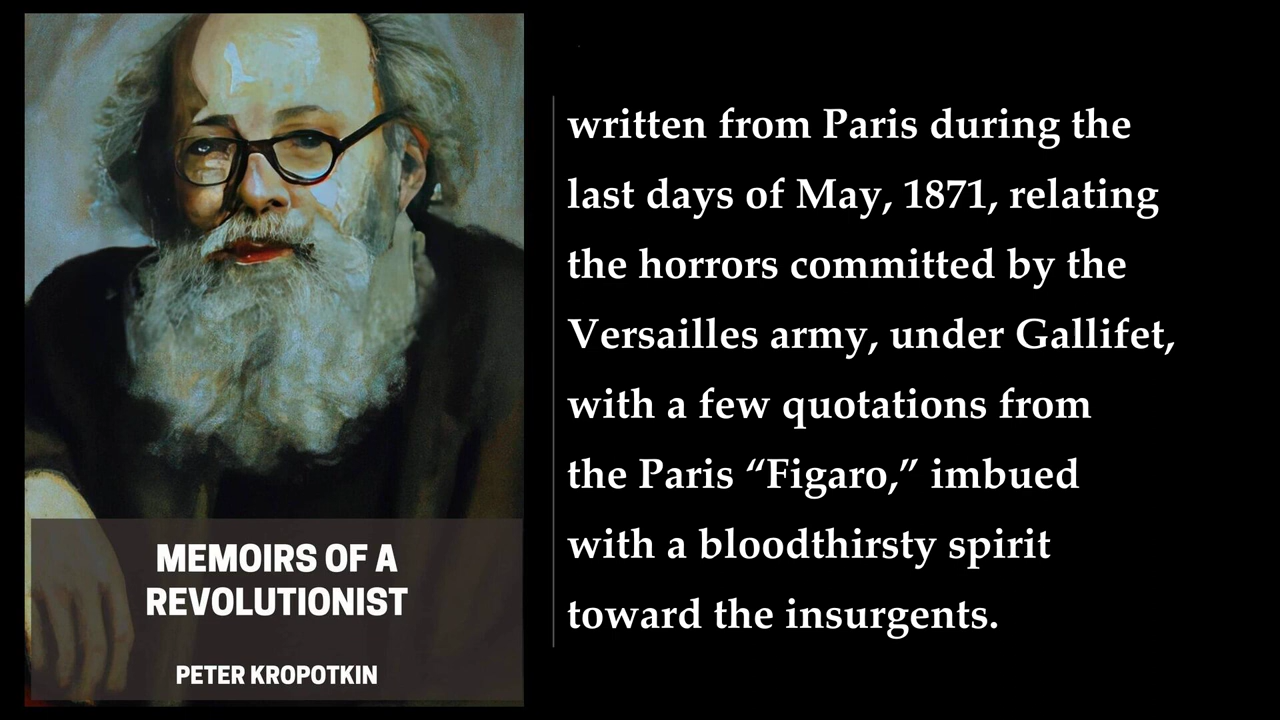 MEMOIRS OF A
REVOLUTIONIST
PETER KROPOTKIN
written from Paris during the
last days of May, 1871, relating
the horrors committed by the
Versailles army, under Gallifet,
with a few quotations from
the Paris “Figaro,” imbued
with a bloodthirsty spirit
toward the insurgents.